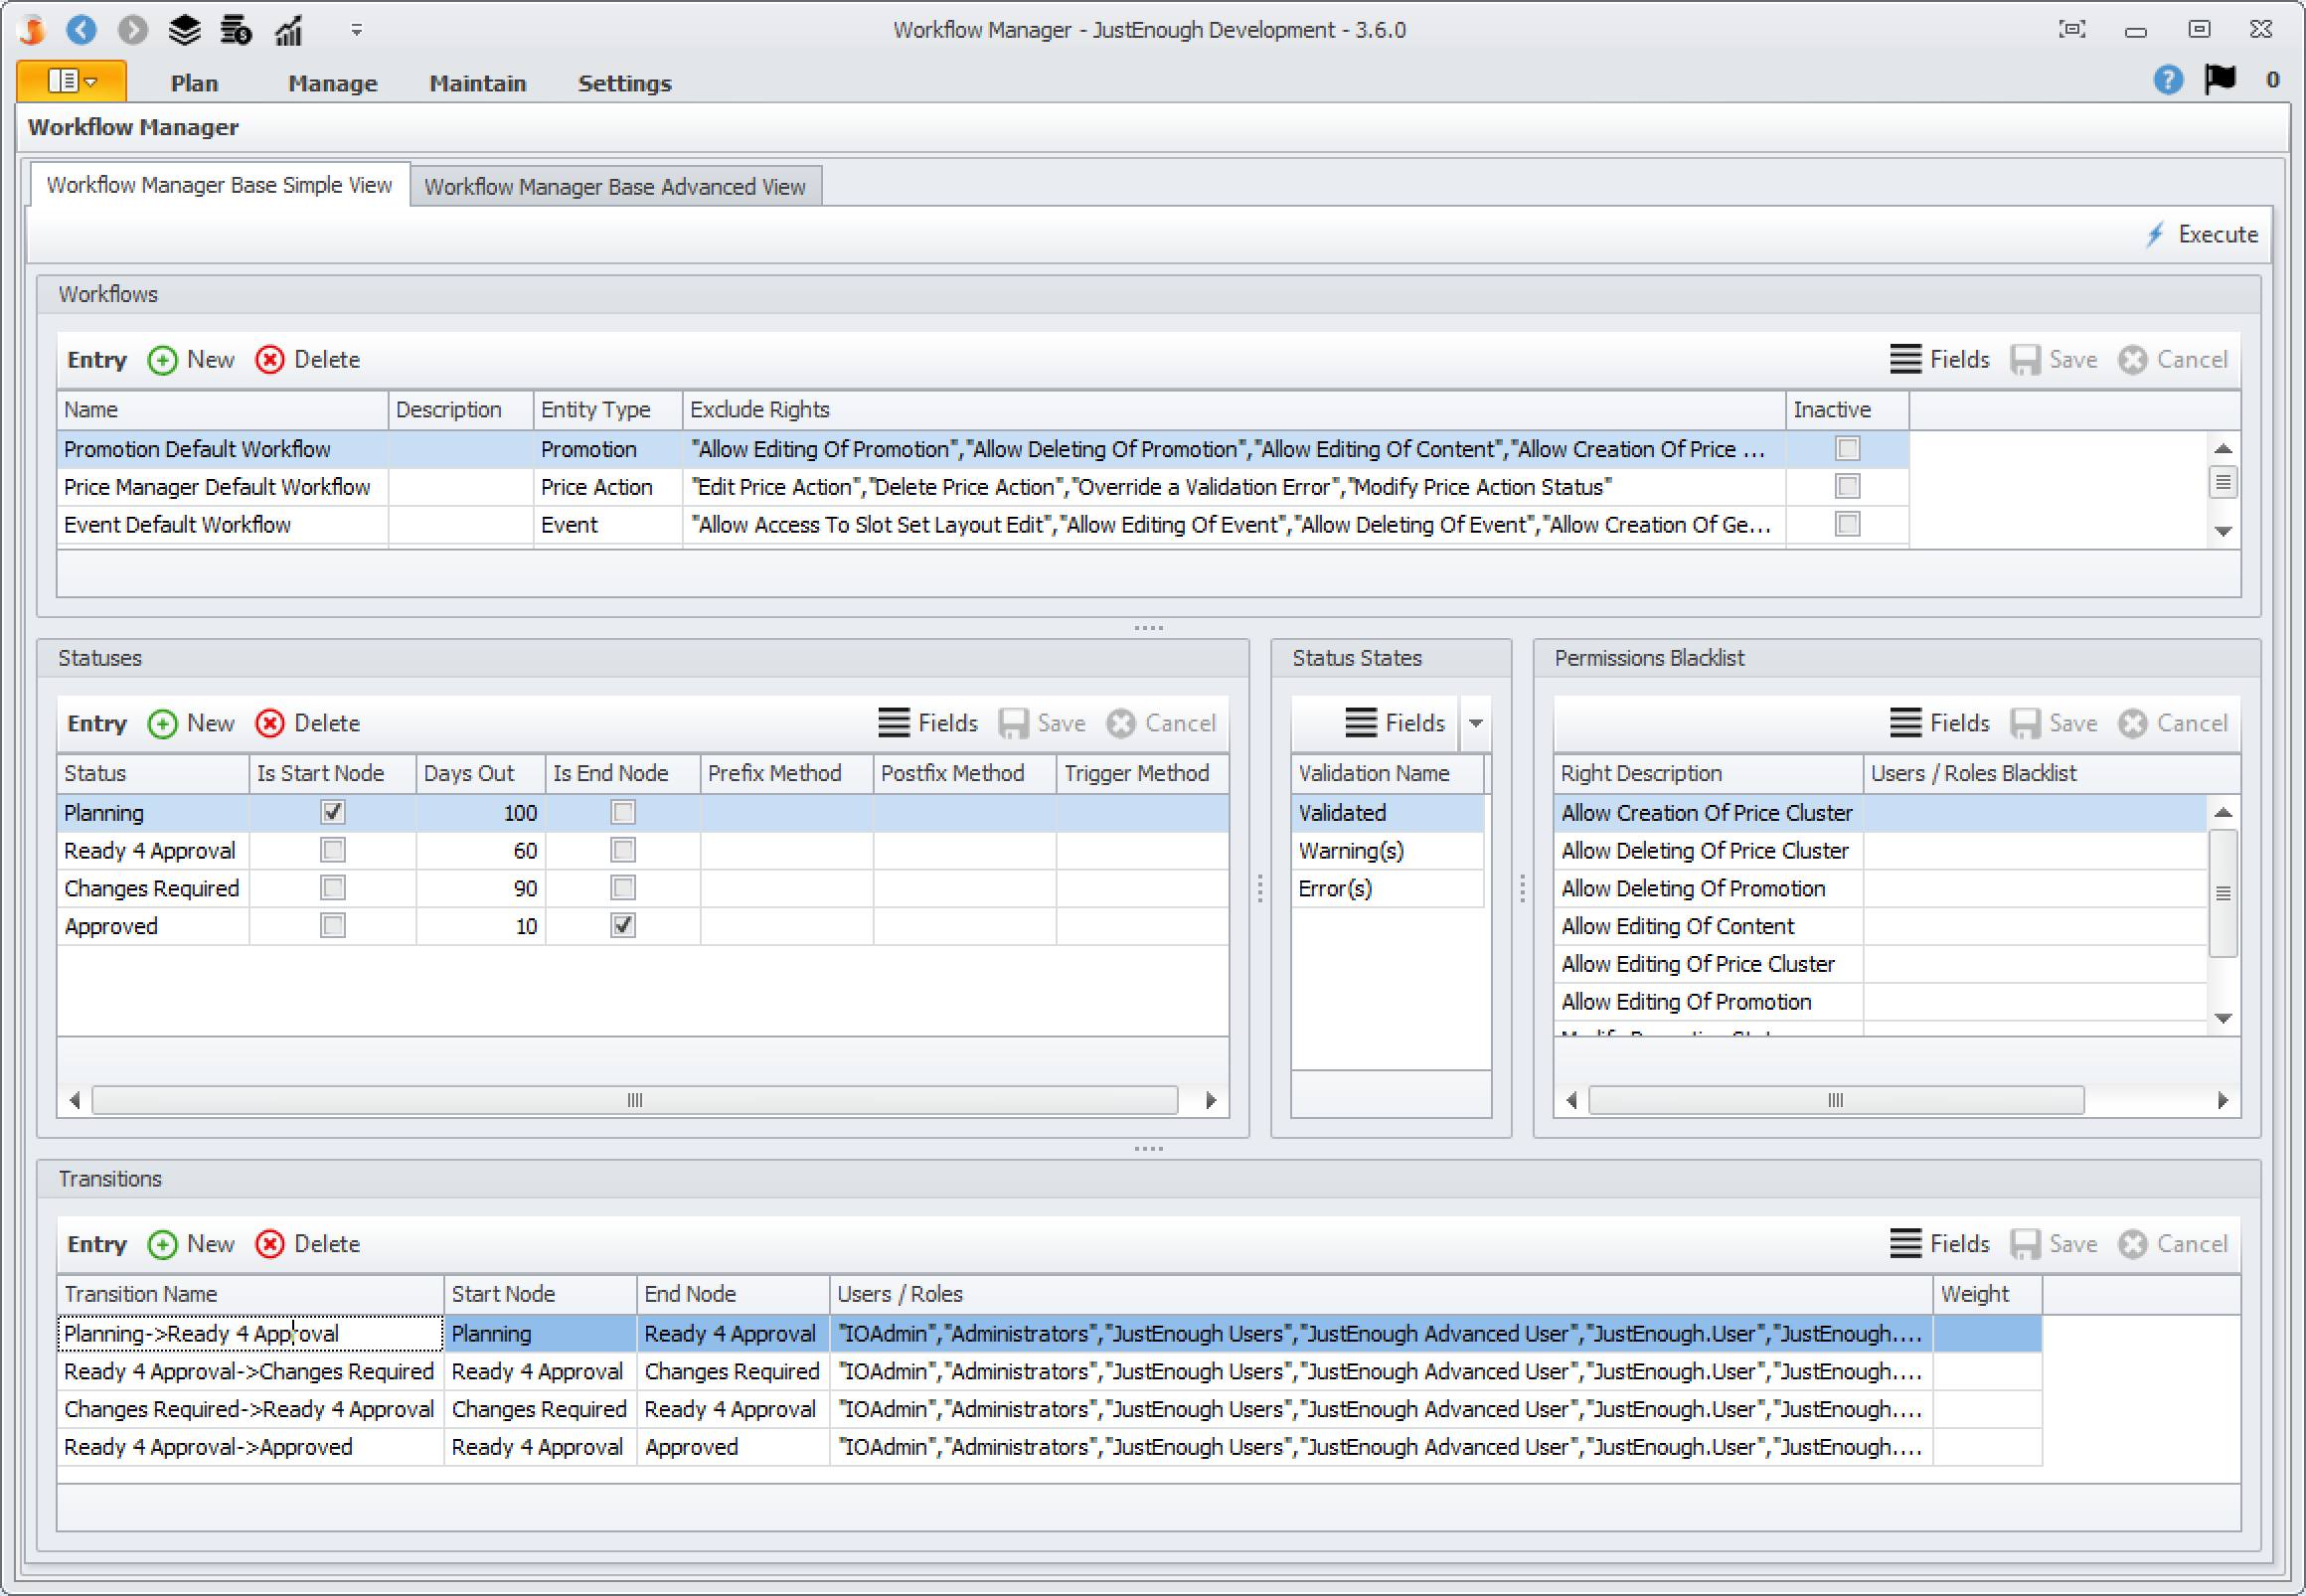 Workflow Manager - JustEnough Development - 3.6.0
Plan Manage Maintain Settings 0
Workflow Manager
Workflow Manager Base Simple View Workflow Manager Base Advanced View
Execute
Workflows
Entry New Delete Fields Save Cancel
Name Description Entity Type Exclude Rights Inactive
Promotion Default Workflow Promotion "Allow Editing Of Promotion","Allow Deleting Of Promotion","Allow Editing Of Content","Allow Creation Of Price ...
Price Manager Default Workflow Price Action "Edit Price Action","Delete Price Action","Override a Validation Error","Modify Price Action Status"
Event Default Workflow Event "Allow Access To Slot Set Layout Edit","Allow Editing Of Event","Allow Deleting Of Event","Allow Creation Of Ge...
Statuses
Entry New Delete Fields Save Cancel
Status Is Start Node Days Out Is End Node Prefix Method Postfix Method Trigger Method
Planning 100
Ready 4 Approval 60
Changes Required 90
Approved 10
Status States
Fields
Validation Name
Validated
Warning(s)
Error(s)
Permissions Blacklist
Fields Save Cancel
Right Description Users / Roles Blacklist
Allow Creation Of Price Cluster
Allow Deleting Of Price Cluster
Allow Deleting Of Promotion
Allow Editing Of Content
Allow Editing Of Price Cluster
Allow Editing Of Promotion
Transitions
Entry New Delete Fields Save Cancel
Transition Name Start Node End Node Users / Roles Weight
Planning->Ready 4 Approval Planning Ready 4 Approval "IOAdmin","Administrators","JustEnough Users","JustEnough Advanced User","JustEnough.User","JustEnough....
Ready 4 Approval->Changes Required Ready 4 Approval Changes Required "IOAdmin","Administrators","JustEnough Users","JustEnough Advanced User","JustEnough.User","JustEnough....
Changes Required->Ready 4 Approval Changes Required Ready 4 Approval "IOAdmin","Administrators","JustEnough Users","JustEnough Advanced User","JustEnough.User","JustEnough....
Ready 4 Approval->Approved Ready 4 Approval Approved "IOAdmin","Administrators","JustEnough Users","JustEnough Advanced User","JustEnough.User","JustEnough....